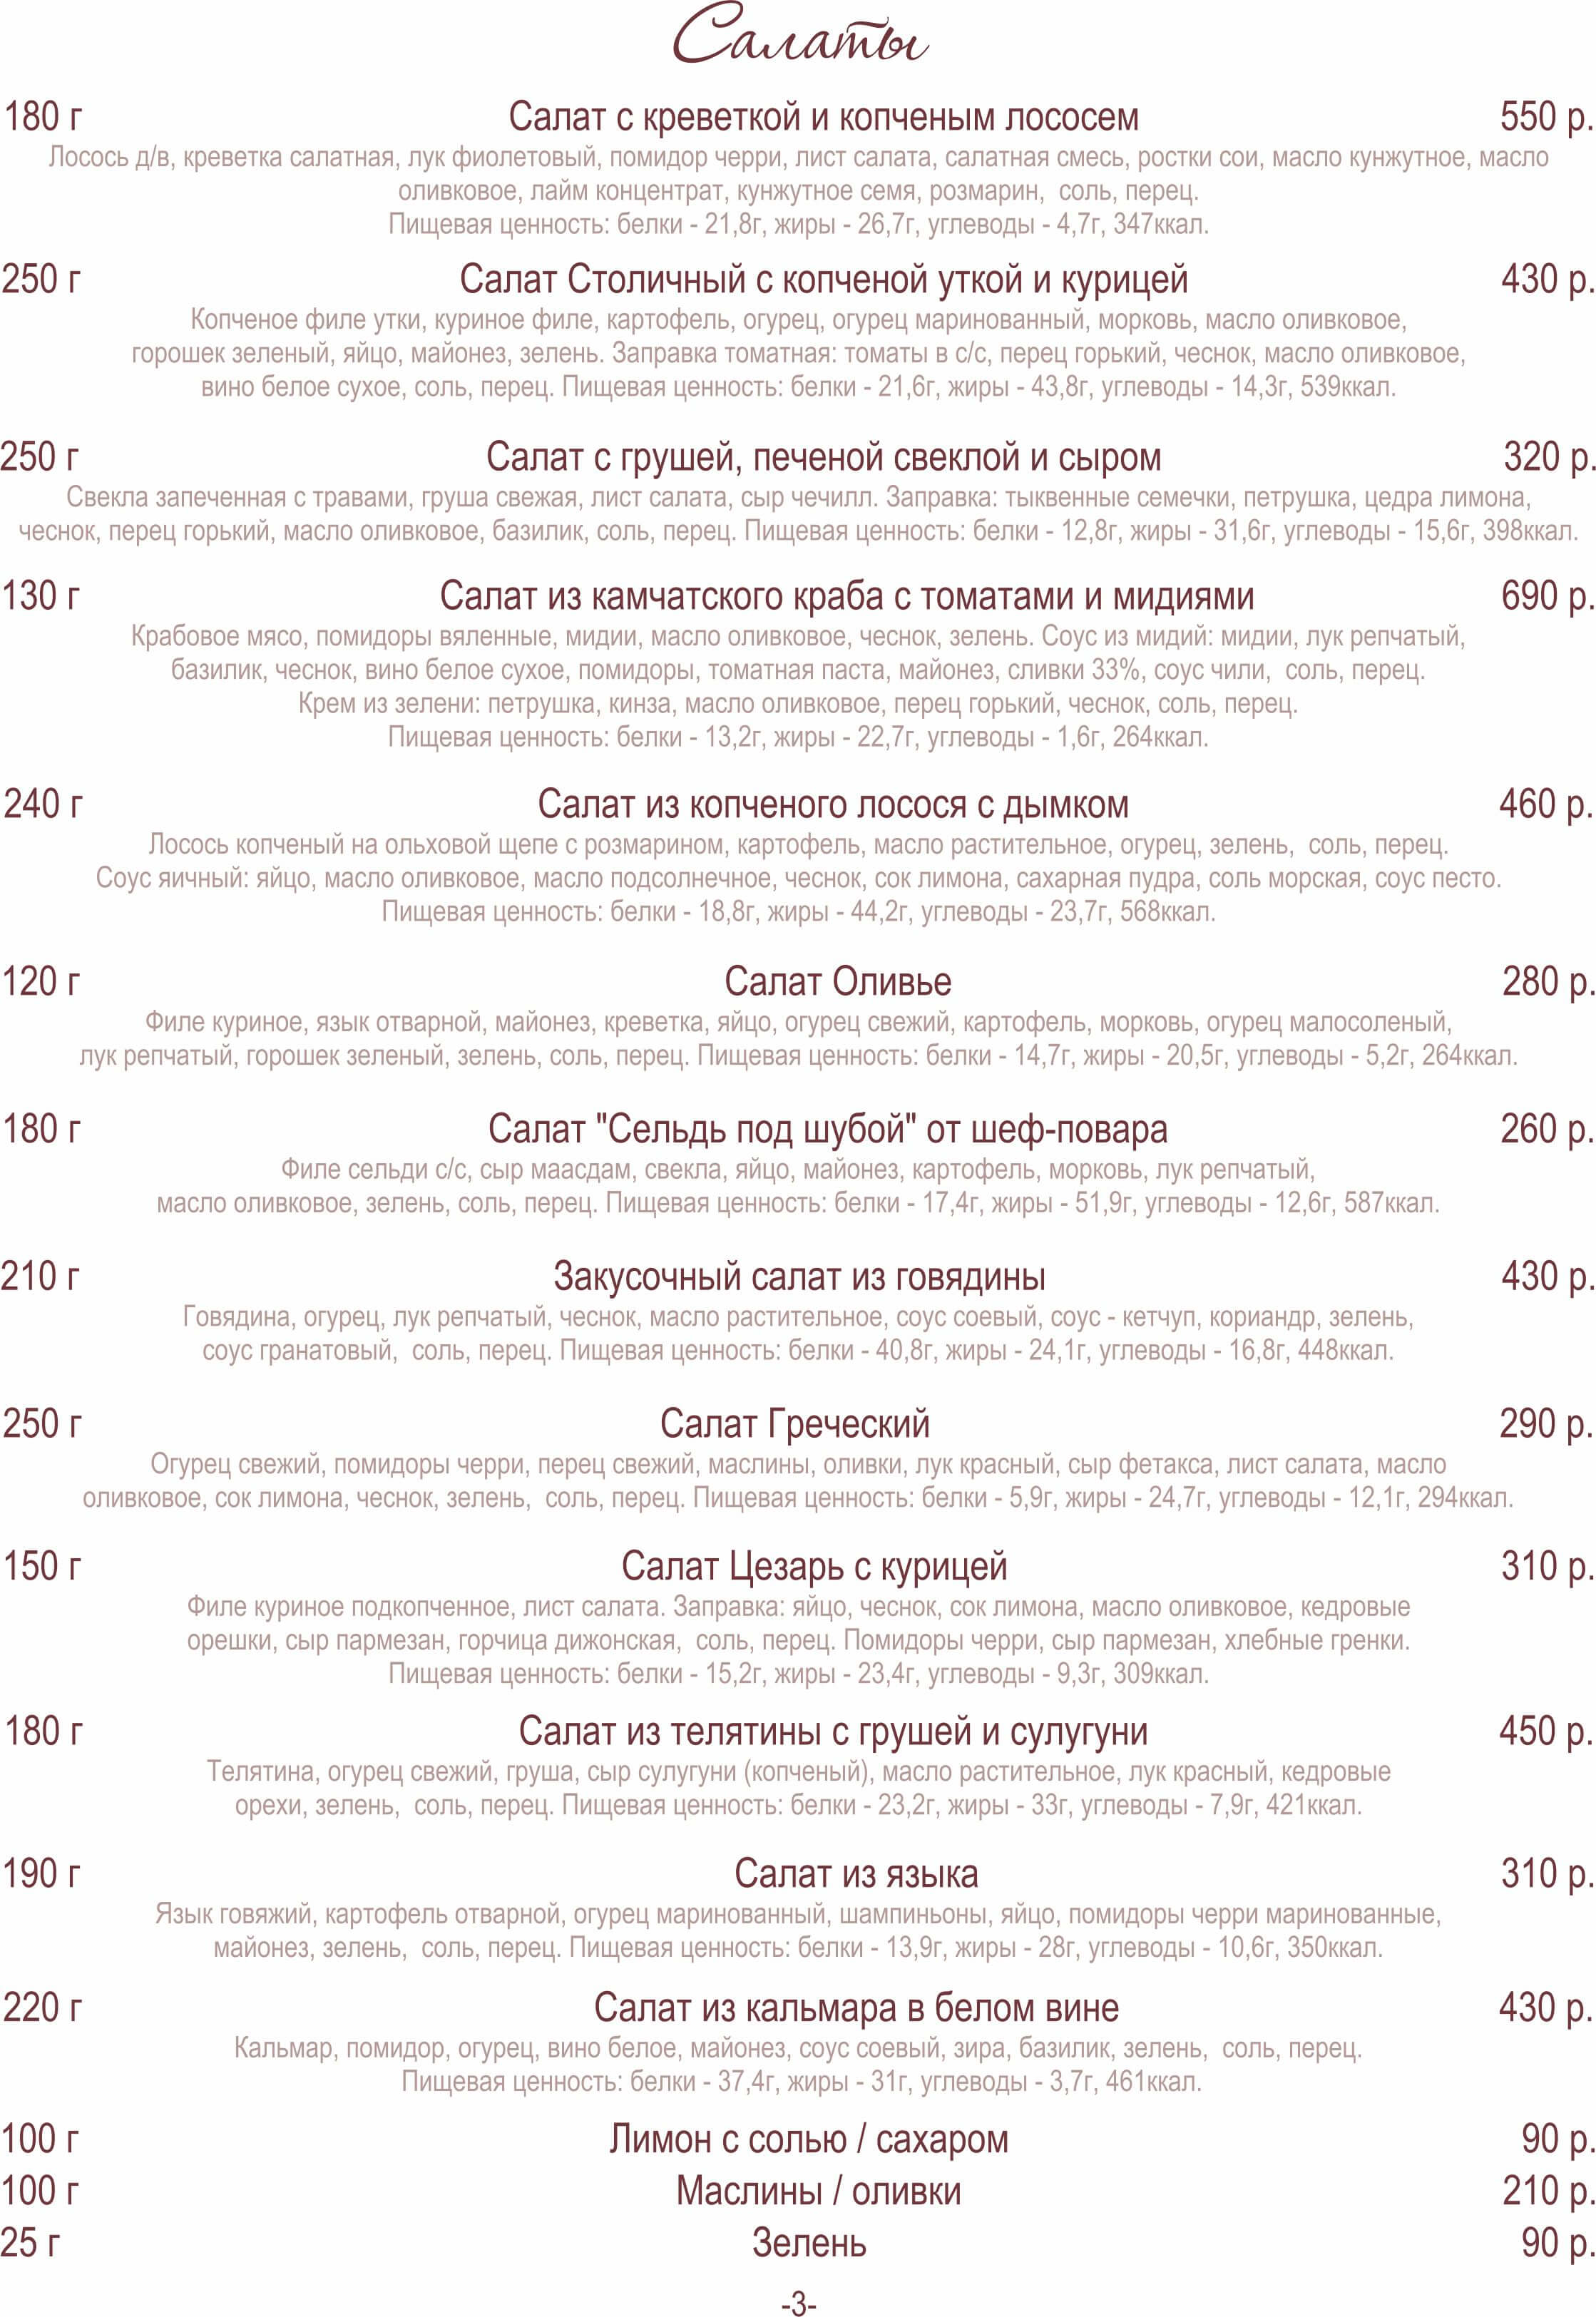 Салаты
180 г Салат с креветкой и копченым лососем 550 р.
Лосось д/в, креветка салатная, лук фиолетовый, помидор черри, лист салата, салатная смесь, ростки сои, масло кунжутное, масло
оливковое, лайм концентрат, кунжутное семя, розмарин, соль, перец.
Пищевая ценность: белки - 21,8г, жиры - 26,7г, углеводы - 4,7г, 347ккал.
250 г Салат Столичный с копченой уткой и курицей 430 р.
Копченое филе утки, куриное филе, картофель, огурец, огурец маринованный, морковь, масло оливковое,
горошек зеленый, яйцо, майонез, зелень. Заправка томатная: томаты в с/с, перец горький, чеснок, масло оливковое,
вино белое сухое, соль, перец. Пищевая ценность: белки - 21,6г, жиры - 43,8г, углеводы - 14,3г, 539ккал.
250 г Салат с грушей, печеной свеклой и сыром 320 р.
Свекла запеченная с травами, груша свежая, лист салата, сыр чечилл. Заправка: тыквенные семечки, петрушка, цедра лимона,
чеснок, перец горький, масло оливковое, базилик, соль, перец. Пищевая ценность: белки - 12,8г, жиры - 31,6г, углеводы - 15,6г, 398ккал.
130 г Салат из камчатского краба с томатами и мидиями 690 р.
Крабовое мясо, помидоры вяленные, мидии, масло оливковое, чеснок, зелень. Соус из мидий: мидии, лук репчатый,
базилик, чеснок, вино белое сухое, помидоры, томатная паста, майонез, сливки 33%, соус чили, соль, перец.
Крем из зелени: петрушка, кинза, масло оливковое, перец горький, чеснок, соль, перец.
Пищевая ценность: белки - 13,2г, жиры - 22,7г, углеводы - 1,6г, 264ккал.
240 г Салат из копченого лосося с дымком 460 р.
Лосось копченый на ольховой щепе с розмарином, картофель, масло растительное, огурец, зелень, соль, перец.
Соус яичный: яйцо, масло оливковое, масло подсолнечное, чеснок, сок лимона, сахарная пудра, соль морская, соус песто.
Пищевая ценность: белки - 18,8г, жиры - 44,2г, углеводы - 23,7г, 568ккал.
120 г Салат Оливье 280 р.
Филе куриное, язык отварной, майонез, креветка, яйцо, огурец свежий, картофель, морковь, огурец малосоленый,
лук репчатый, горошек зеленый, зелень, соль, перец. Пищевая ценность: белки - 14,7г, жиры - 20,5г, углеводы - 5,2г, 264ккал.
180 г Салат "Сельдь под шубой" от шеф-повара 260 р.
Филе сельди с/с, сыр маасдам, свекла, яйцо, майонез, картофель, морковь, лук репчатый,
масло оливковое, зелень, соль, перец. Пищевая ценность: белки - 17,4г, жиры - 51,9г, углеводы - 12,6г, 587ккал.
210 г Закусочный салат из говядины 430 р.
Говядина, огурец, лук репчатый, чеснок, масло растительное, соус соевый, соус - кетчуп, кориандр, зелень,
соус гранатовый, соль, перец. Пищевая ценность: белки - 40,8г, жиры - 24,1г, углеводы - 16,8г, 448ккал.
250 г Салат Греческий 290 р.
Огурец свежий, помидоры черри, перец свежий, маслины, оливки, лук красный, сыр фетакса, лист салата, масло
оливковое, сок лимона, чеснок, зелень, соль, перец. Пищевая ценность: белки - 5,9г, жиры - 24,7г, углеводы - 12,1г, 294ккал.
150 г Салат Цезарь с курицей 310 р.
Филе куриное подкопченное, лист салата. Заправка: яйцо, чеснок, сок лимона, масло оливковое, кедровые
орешки, сыр пармезан, горчица дижонская, соль, перец. Помидоры черри, сыр пармезан, хлебные гренки.
Пищевая ценность: белки - 15,2г, жиры - 23,4г, углеводы - 9,3г, 309ккал.
180 г Салат из телятины с грушей и сулугуни 450 р.
Телятина, огурец свежий, груша, сыр сулугуни (копченый), масло растительное, лук красный, кедровые
орехи, зелень, соль, перец. Пищевая ценность: белки - 23,2г, жиры - 33г, углеводы - 7,9г, 421ккал.
190 г Салат из языка 310 р.
Язык говяжий, картофель отварной, огурец маринованный, шампиньоны, яйцо, помидоры черри маринованные,
майонез, зелень, соль, перец. Пищевая ценность: белки - 13,9г, жиры - 28г, углеводы - 10,6г, 350ккал.
220 г Салат из кальмара в белом вине 430 р.
Кальмар, помидор, огурец, вино белое, майонез, соус соевый, зира, базилик, зелень, соль, перец.
Пищевая ценность: белки - 37,4г, жиры - 31г, углеводы - 3,7г, 461ккал.
100 г Лимон с солью / сахаром 90 р.
100 г Маслины / оливки 210 р.
25 г Зелень 90 р.
-3-